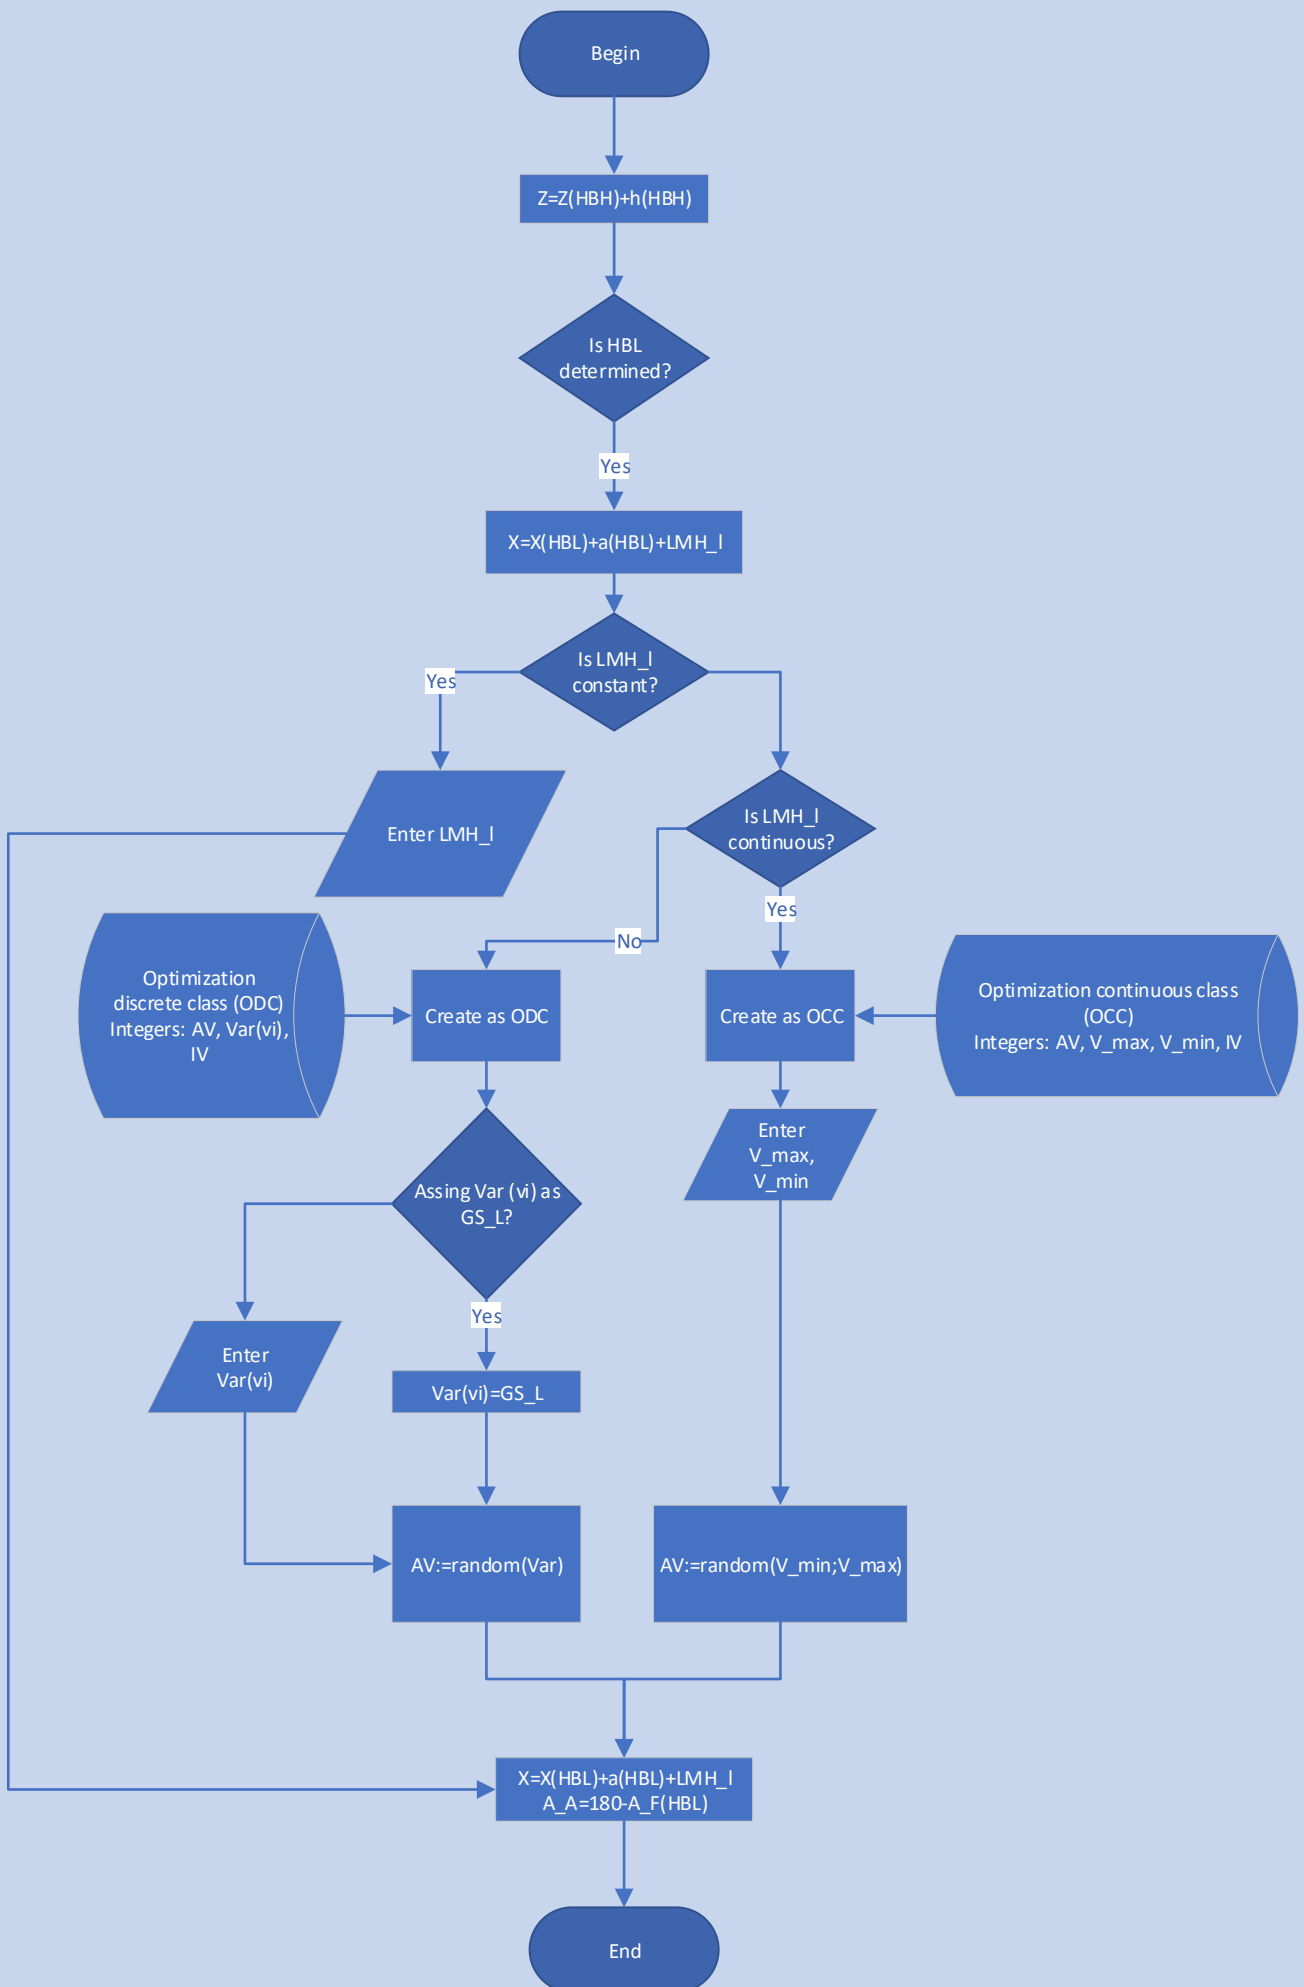 Begin
Z=Z(HBH)+h(HBH)
Is HBL
determined?
Yes
X=X(HBL)+a(HBL)+LMH_l
Is LMH_l
constant?
Yes
Enter LMH_l
Is LMH_l
continuous?
Yes
No
Optimization
discrete class (ODC)
Integers: AV, Var(vi),
IV
Create as ODC
Create as OCC
Optimization continuous class
(OCC)
Integers: AV, V_max, V_min, IV
Enter
V_max,
V_min
Assing Var (vi) as
GS_L?
Yes
Enter
Var(vi)
Var(vi)=GS_L
AV:=random(Var)
AV:=random(V_min;V_max)
X=X(HBL)+a(HBL)+LMH_l
A_A=180-A_F(HBL)
End